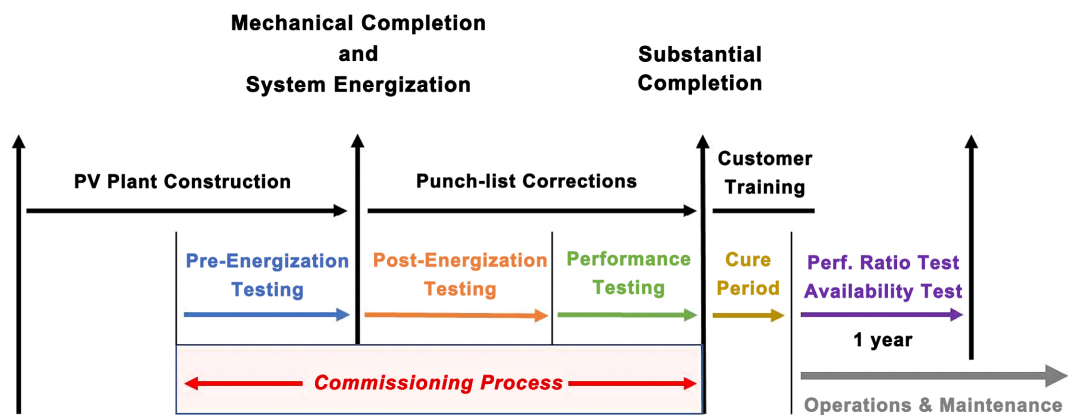 Mechanical Completion
and
System Energization
Substantial
Completion
PV Plant Construction
Punch-list Corrections
Customer
Training
Pre-Energization
Testing
Post-Energization
Testing
Performance
Testing
Cure
Period
Perf. Ratio Test
Availability Test
1 year
Commissioning Process
Operations & Maintenance